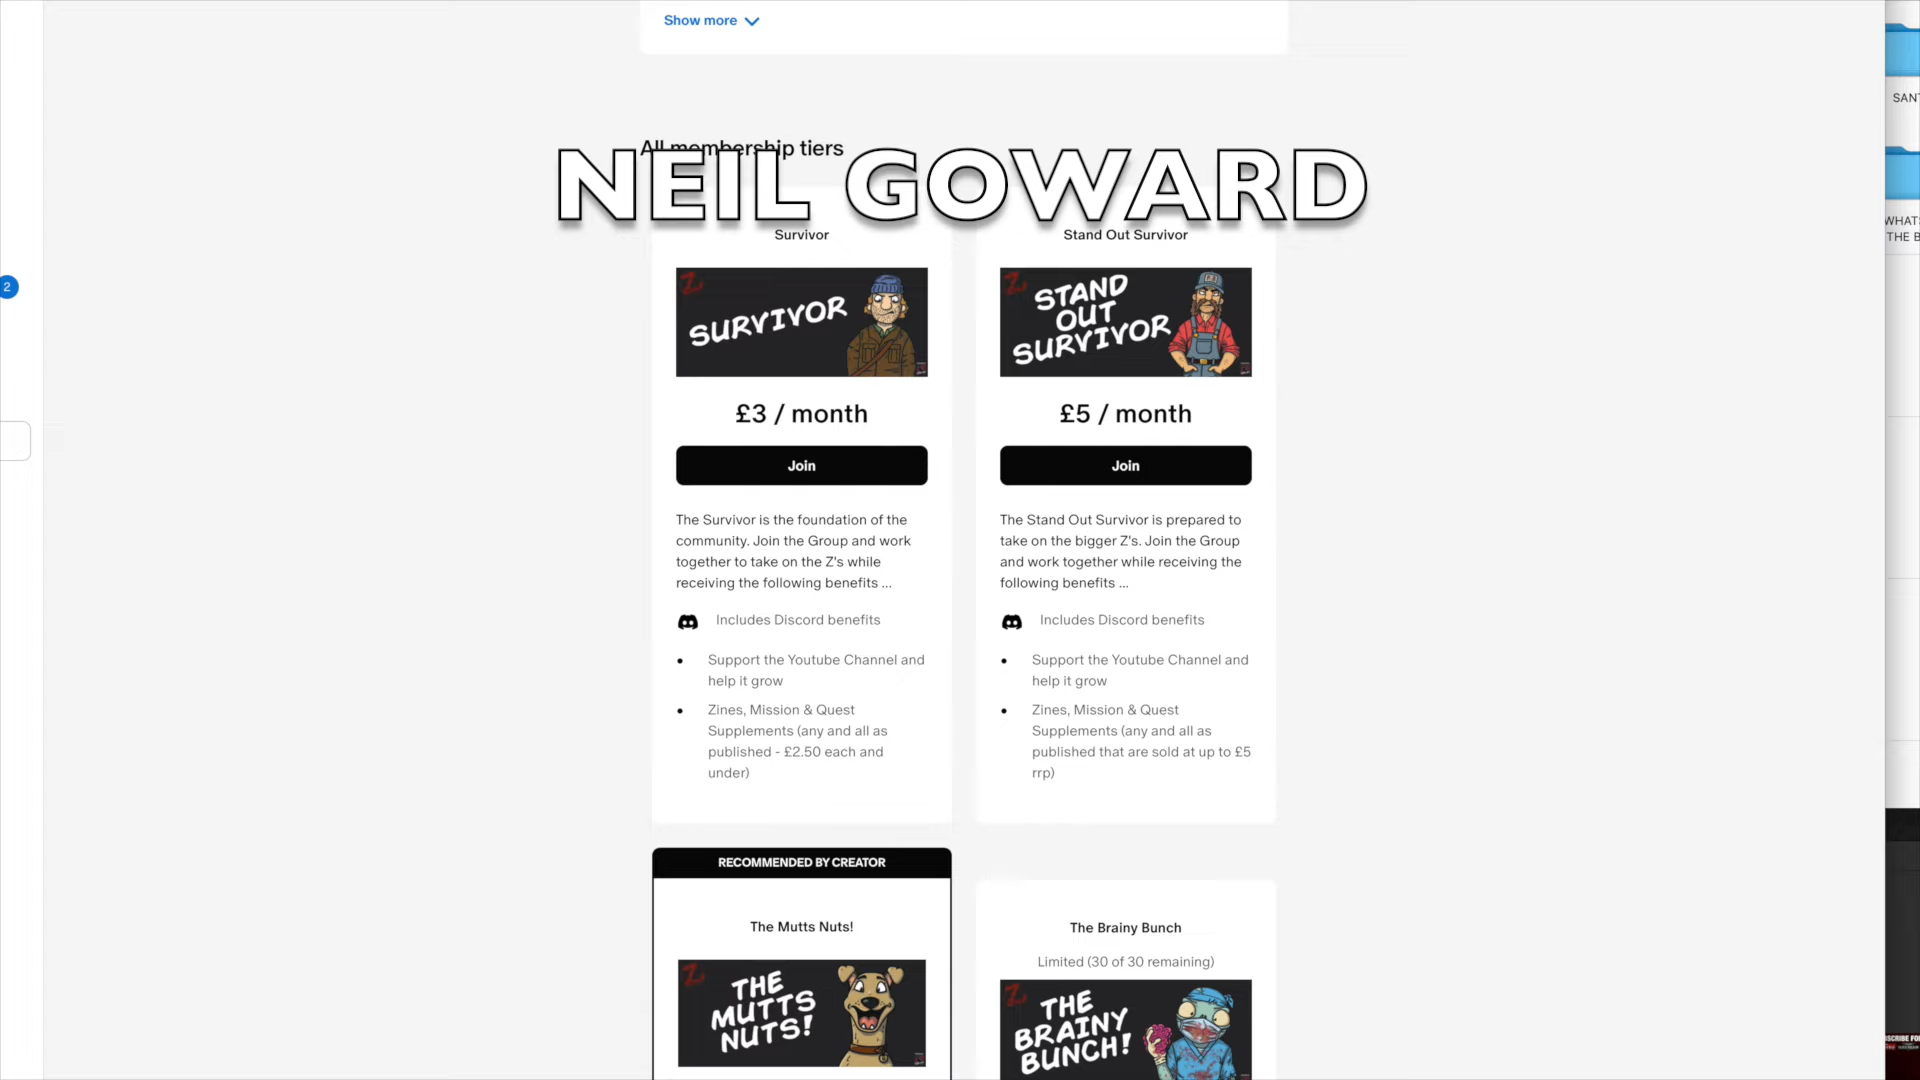 Show more
All membership tiers
NEIL GOWARD
Survivor
SURVIVOR
£3 / month
Join
The Survivor is the foundation of the
community. Join the Group and work
together to take on the Z's while
receiving the following benefits ...
Includes Discord benefits
Support the Youtube Channel and
help it grow
Zines, Mission & Quest
Supplements (any and all as
published - £2.50 each and
under)
Stand Out Survivor
STAND
OUT
SURVIVOR
£5 / month
Join
The Stand Out Survivor is prepared to
take on the bigger Z's. Join the Group
and work together while receiving the
following benefits ...
Includes Discord benefits
Support the Youtube Channel and
help it grow
Zines, Mission & Quest
Supplements (any and all as
published that are sold at up to £5
rrp)
RECOMMENDED BY CREATOR
The Mutts Nuts!
THE
MUTTS
NUTS!
The Brainy Bunch
Limited (30 of 30 remaining)
THE
BRAINY
BUNCH!
2
SANT
WHATS
THE B